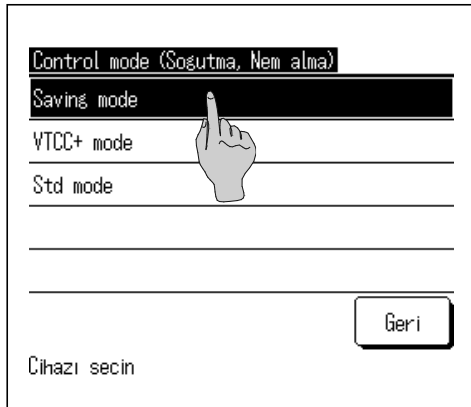 Control mode (Sogutma, Nem alma)
Saving mode
VTCC+ mode
Std mode
Geri
Cihazı secin